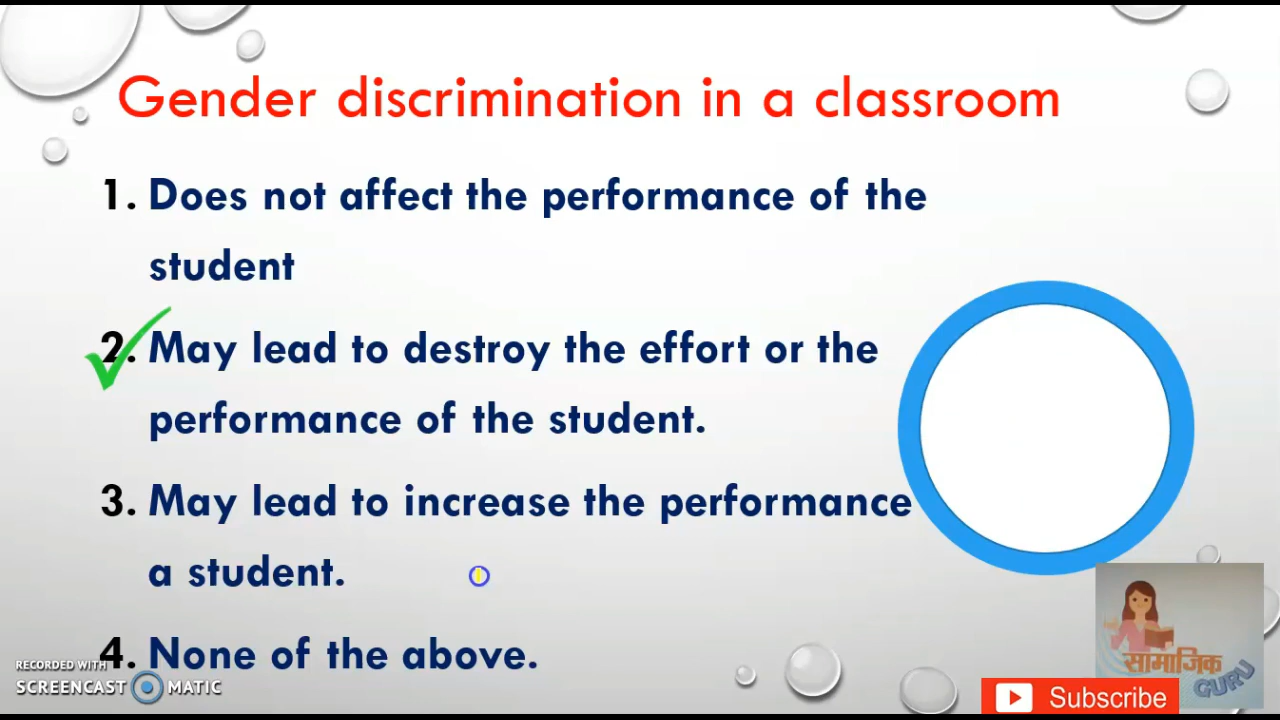 Gender discrimination in a classroom
1. Does not affect the performance of the
student
2. May lead to destroy the effort or the
performance of the student.
3. May lead to increase the performance
a student.
4. None of the above.
RECORDED WITH
SCREENCAST MATIC
सामाजिक
GURU
Subscribe